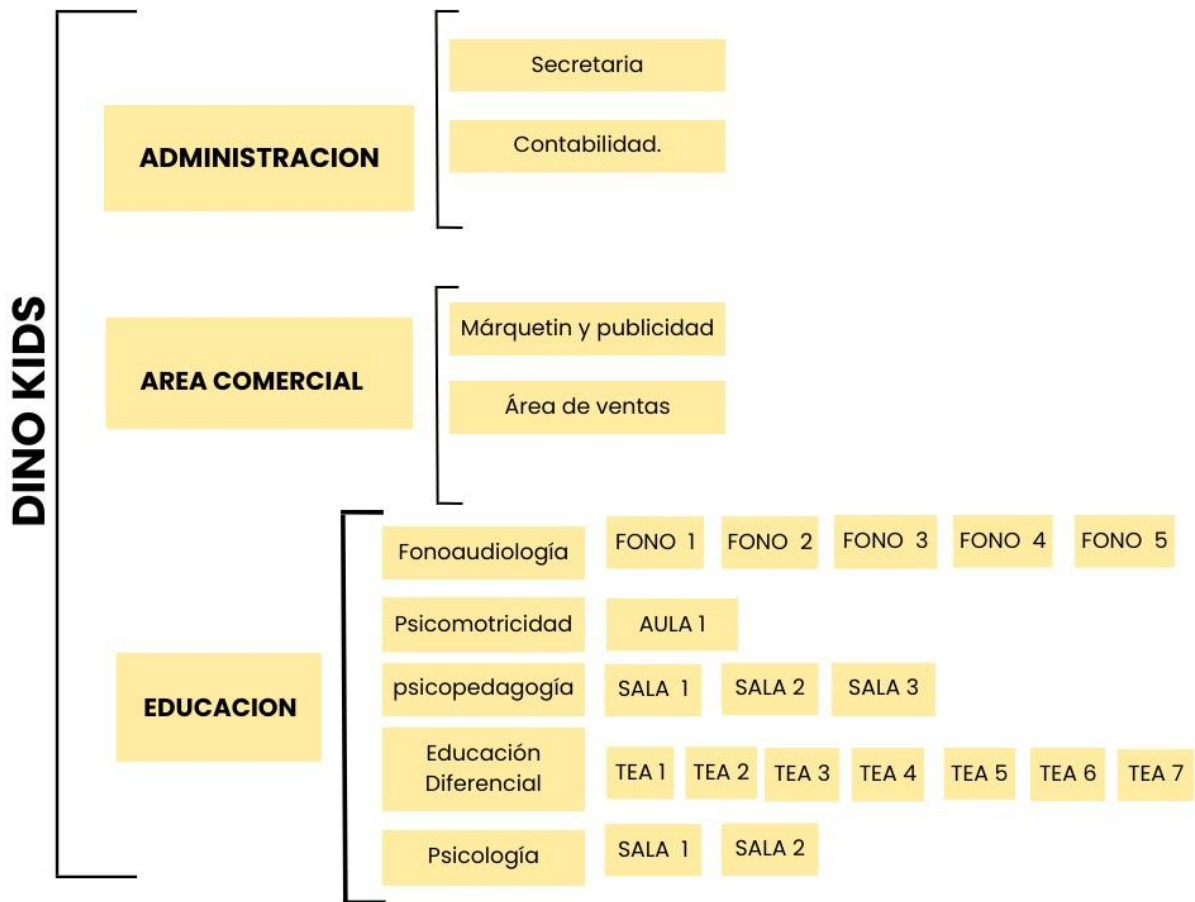 DINO KIDS
ADMINISTRACION
Secretaria
Contabilidad.
AREA COMERCIAL
Márquetin y publicidad
Área de ventas
EDUCACION
Fonoaudiología
FONO 1
FONO 2
FONO 3
FONO 4
FONO 5
Psicomotricidad
AULA 1
psicopedagogía
SALA 1
SALA 2
SALA 3
Educación
Diferencial
TEA 1
TEA 2
TEA 3
TEA 4
TEA 5
TEA 6
TEA 7
Psicología
SALA 1
SALA 2